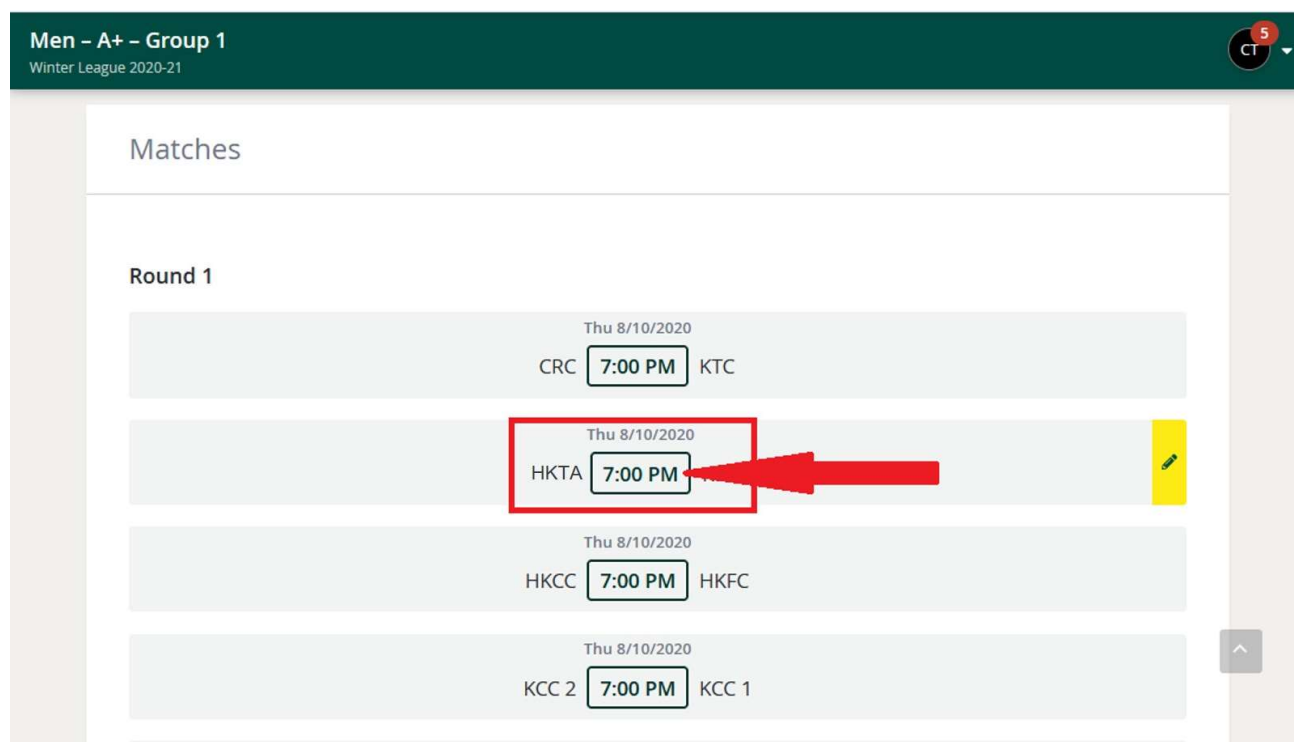 Men – A+ – Group 1
Winter League 2020-21
CT
5
Matches
Round 1
Thu 8/10/2020
CRC 7:00 PM KTC
Thu 8/10/2020
HKTA 7:00 PM
Thu 8/10/2020
HKCC 7:00 PM HKFC
Thu 8/10/2020
KCC 2 7:00 PM KCC 1